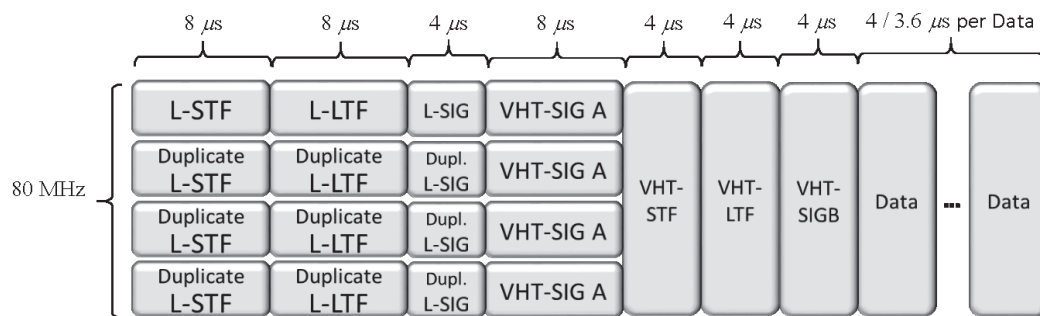 8 μs 8 μs 4 μs 8 μs 4 μs 4 μs 4 μs 4 / 3.6 μs per Data
80 MHz
L-STF L-LTF L-SIG VHT-SIG A
Duplicate
L-STF
Duplicate
L-LTF
Dupl.
L-SIG
VHT-SIG A
Duplicate
L-STF
Duplicate
L-LTF
Dupl.
L-SIG
VHT-SIG A
Duplicate
L-STF
Duplicate
L-LTF
Dupl.
L-SIG
VHT-SIG A
VHT-
STF
VHT-
LTF
VHT-
SIGB
Data ... Data